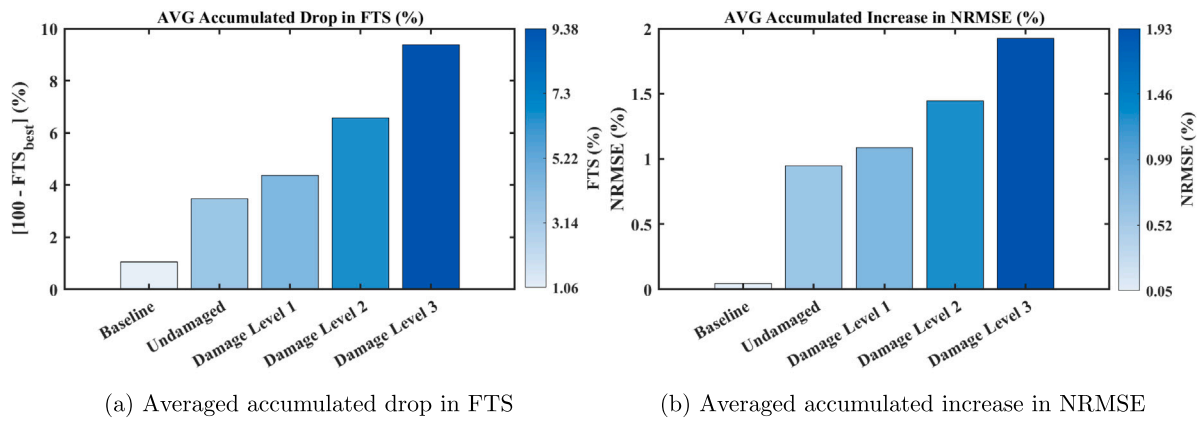 AVG Accumulated Drop in FTS (%)
[100 - FTSbest] (%)
10
8
6
4
2
0
Baseline
Undamaged
Damage Level 1
Damage Level 2
Damage Level 3
9.38
7.3
5.22
3.14
1.06
FTS (%)
(a) Averaged accumulated drop in FTS
AVG Accumulated Increase in NRMSE (%)
NRMSE (%)
2
1.5
1
0.5
0
Baseline
Undamaged
Damage Level 1
Damage Level 2
Damage Level 3
1.93
1.46
0.99
0.52
0.05
NRMSE (%)
(b) Averaged accumulated increase in NRMSE